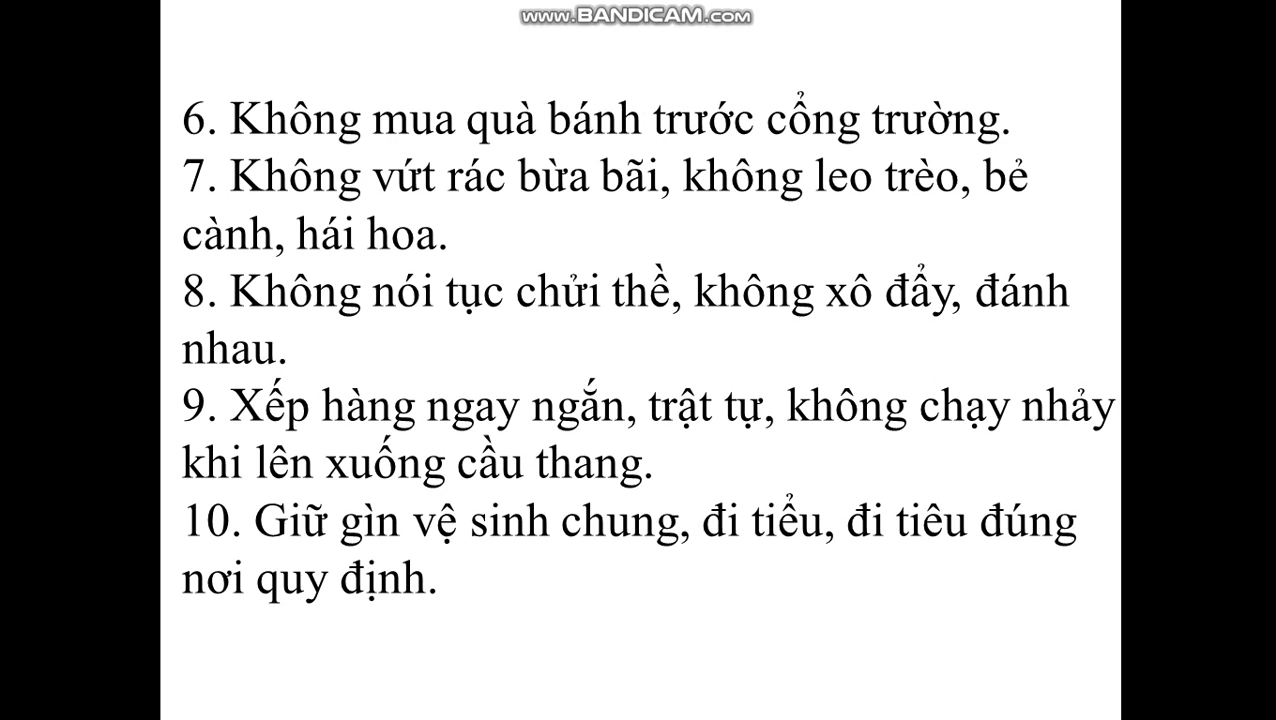 www.BANDICAM.com
6. Không mua quà bánh trước cổng trường.
7. Không vứt rác bừa bãi, không leo trèo, bẻ
cành, hái hoa.
8. Không nói tục chửi thề, không xô đẩy, đánh
nhau.
9. Xếp hàng ngay ngắn, trật tự, không chạy nhảy
khi lên xuống cầu thang.
10. Giữ gìn vệ sinh chung, đi tiểu, đi tiêu đúng
nơi quy định.